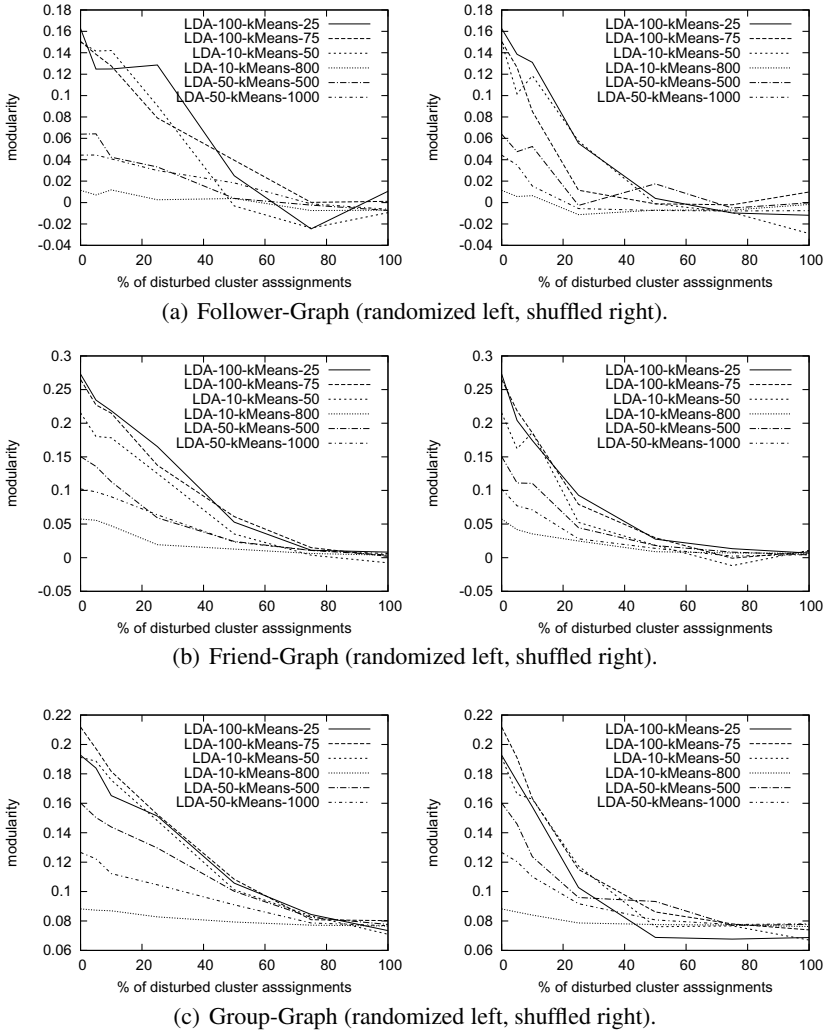 0.18
0.16
0.14
0.12
0.1
0.08
0.06
0.04
0.02
0
-0.02
-0.04
modularity
LDA-100-kMeans-25
LDA-100-kMeans-75
LDA-10-kMeans-50
LDA-10-kMeans-800
LDA-50-kMeans-500
LDA-50-kMeans-1000
0 20 40 60 80 100
% of disturbed cluster asssignments
0.18
0.16
0.14
0.12
0.1
0.08
0.06
0.04
0.02
0
-0.02
-0.04
modularity
LDA-100-kMeans-25
LDA-100-kMeans-75
LDA-10-kMeans-50
LDA-10-kMeans-800
LDA-50-kMeans-500
LDA-50-kMeans-1000
0 20 40 60 80 100
% of disturbed cluster asssignments
(a) Follower-Graph (randomized left, shuffled right).
0.3
0.25
0.2
0.15
0.1
0.05
0
-0.05
modularity
LDA-100-kMeans-25
LDA-100-kMeans-75
LDA-10-kMeans-50
LDA-10-kMeans-800
LDA-50-kMeans-500
LDA-50-kMeans-1000
0 20 40 60 80 100
% of disturbed cluster asssignments
0.3
0.25
0.2
0.15
0.1
0.05
0
-0.05
modularity
LDA-100-kMeans-25
LDA-100-kMeans-75
LDA-10-kMeans-50
LDA-10-kMeans-800
LDA-50-kMeans-500
LDA-50-kMeans-1000
0 20 40 60 80 100
% of disturbed cluster asssignments
(b) Friend-Graph (randomized left, shuffled right).
0.22
0.2
0.18
0.16
0.14
0.12
0.1
0.08
0.06
modularity
LDA-100-kMeans-25
LDA-100-kMeans-75
LDA-10-kMeans-50
LDA-10-kMeans-800
LDA-50-kMeans-500
LDA-50-kMeans-1000
0 20 40 60 80 100
% of disturbed cluster asssignments
0.22
0.2
0.18
0.16
0.14
0.12
0.1
0.08
0.06
modularity
LDA-100-kMeans-25
LDA-100-kMeans-75
LDA-10-kMeans-50
LDA-10-kMeans-800
LDA-50-kMeans-500
LDA-50-kMeans-1000
0 20 40 60 80 100
% of disturbed cluster asssignments
(c) Group-Graph (randomized left, shuffled right).